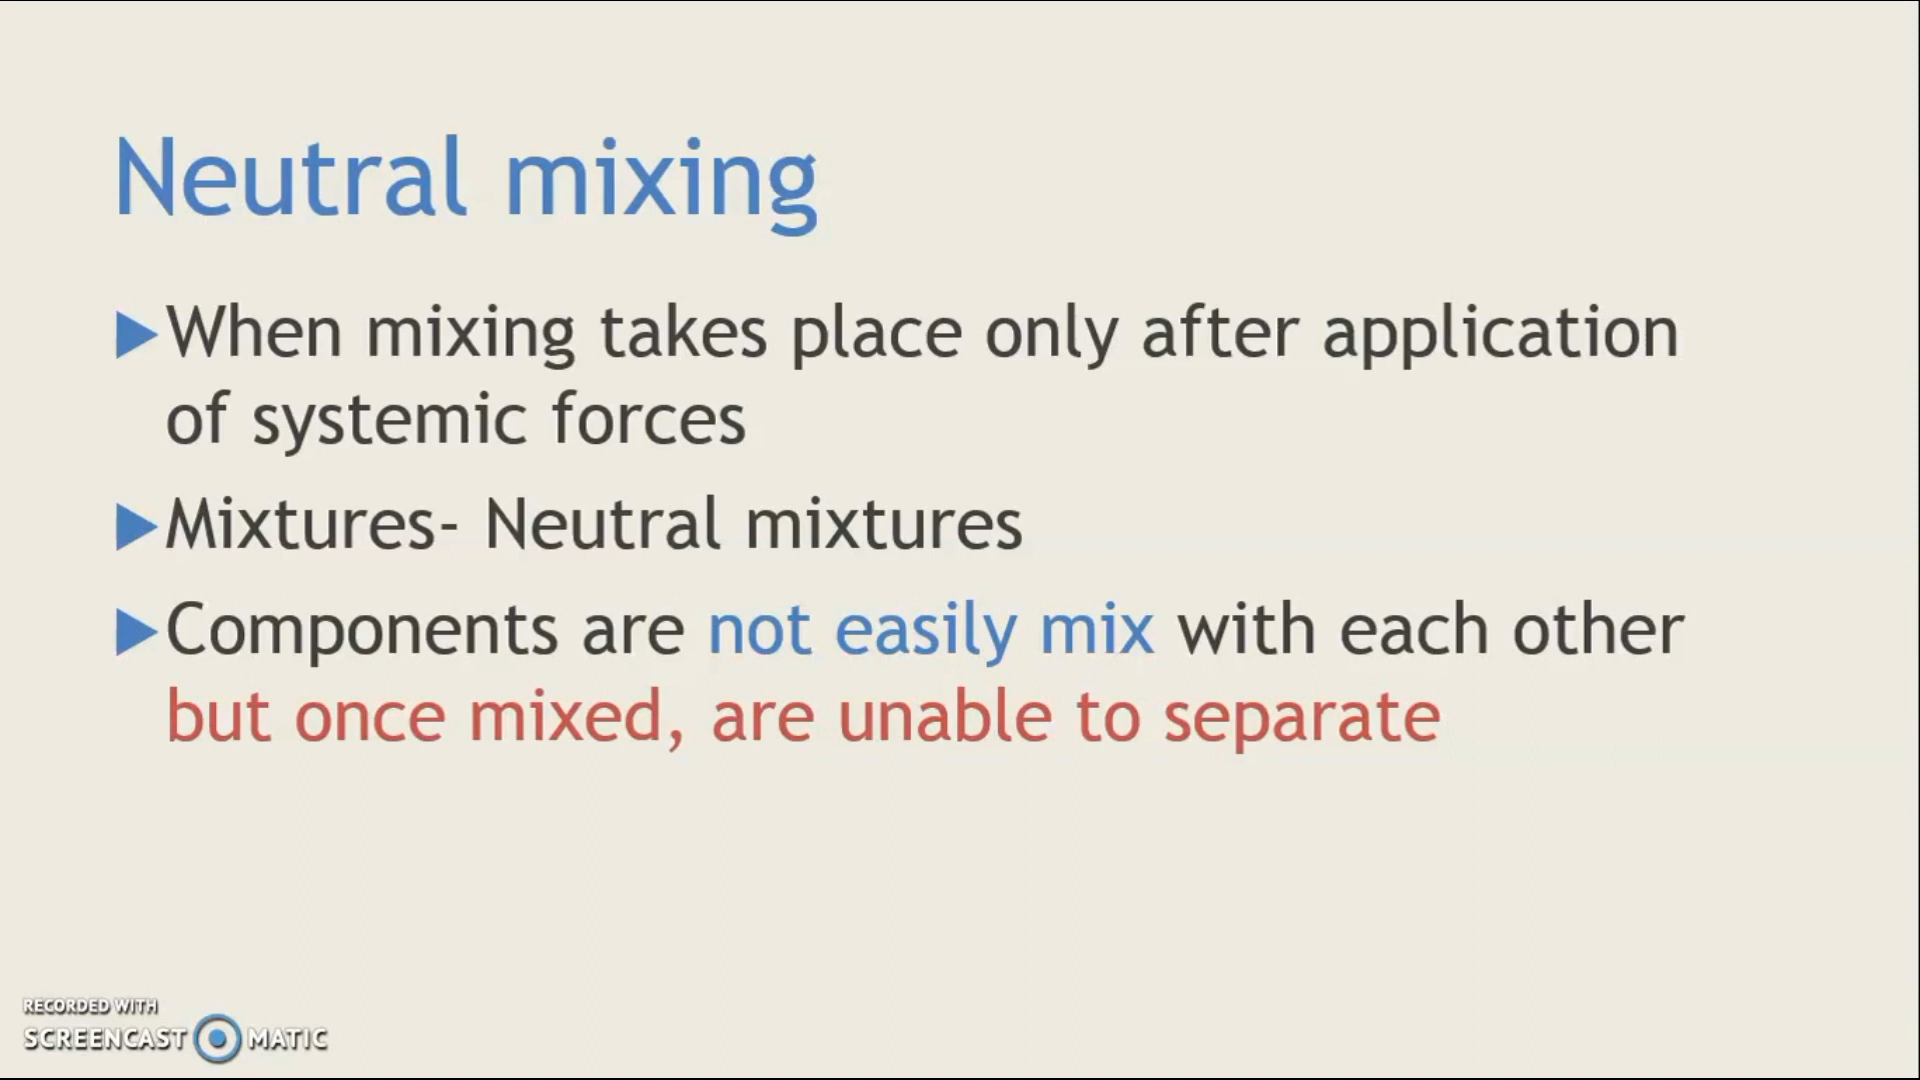 Neutral mixing
When mixing takes place only after application
of systemic forces
Mixtures- Neutral mixtures
Components are not easily mix with each other
but once mixed, are unable to separate
RECORDED WITH
SCREENCAST MATIC